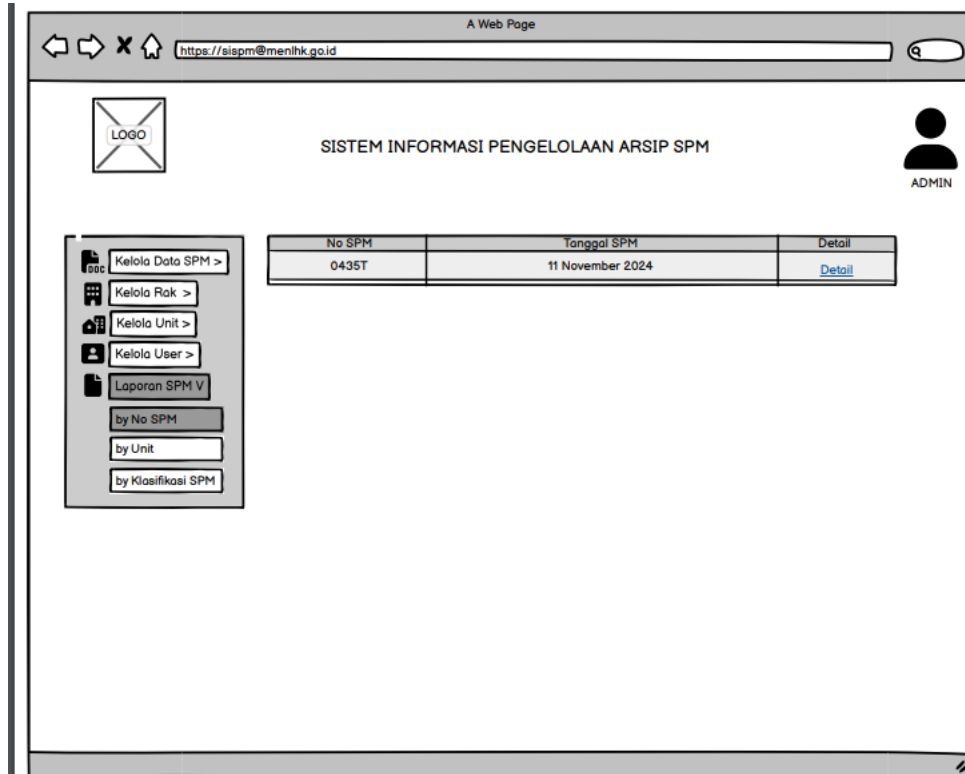 A Web Page
https://sispm@menlhk.go.id
LOGO
SISTEM INFORMASI PENGELOLAAN ARSIP SPM
ADMIN
DOC
Kelola Data SPM >
Kelola Rak >
Kelola Unit >
Kelola User >
Laporan SPM V
by No SPM
by Unit
by Klasifikasi SPM
No SPM Tanggal SPM Detail
0435T 11 November 2024 Detail